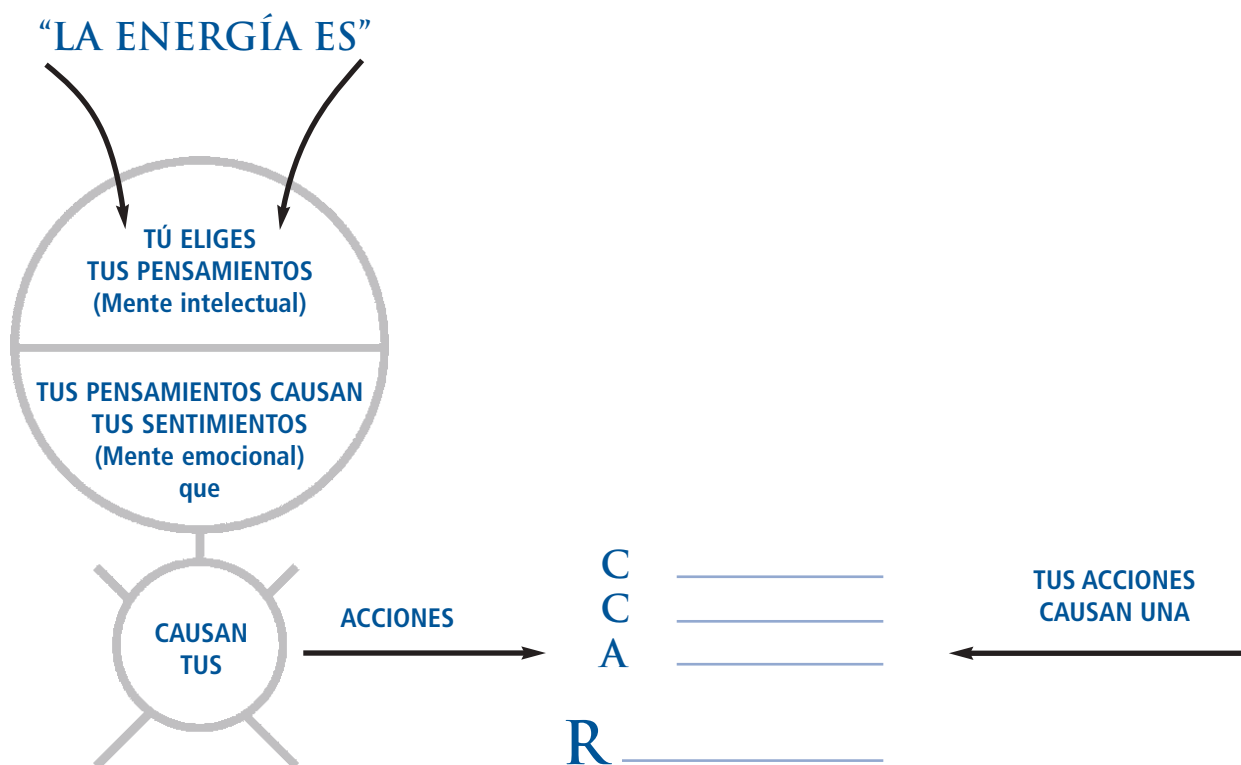 “LA ENERGÍA ES”
TÚ ELIGES
TUS PENSAMIENTOS
(Mente intelectual)
TUS PENSAMIENTOS CAUSAN
TUS SENTIMIENTOS
(Mente emocional)
que
CAUSAN
TUS
ACCIONES
C
C
A
R
TUS ACCIONES
CAUSAN UNA